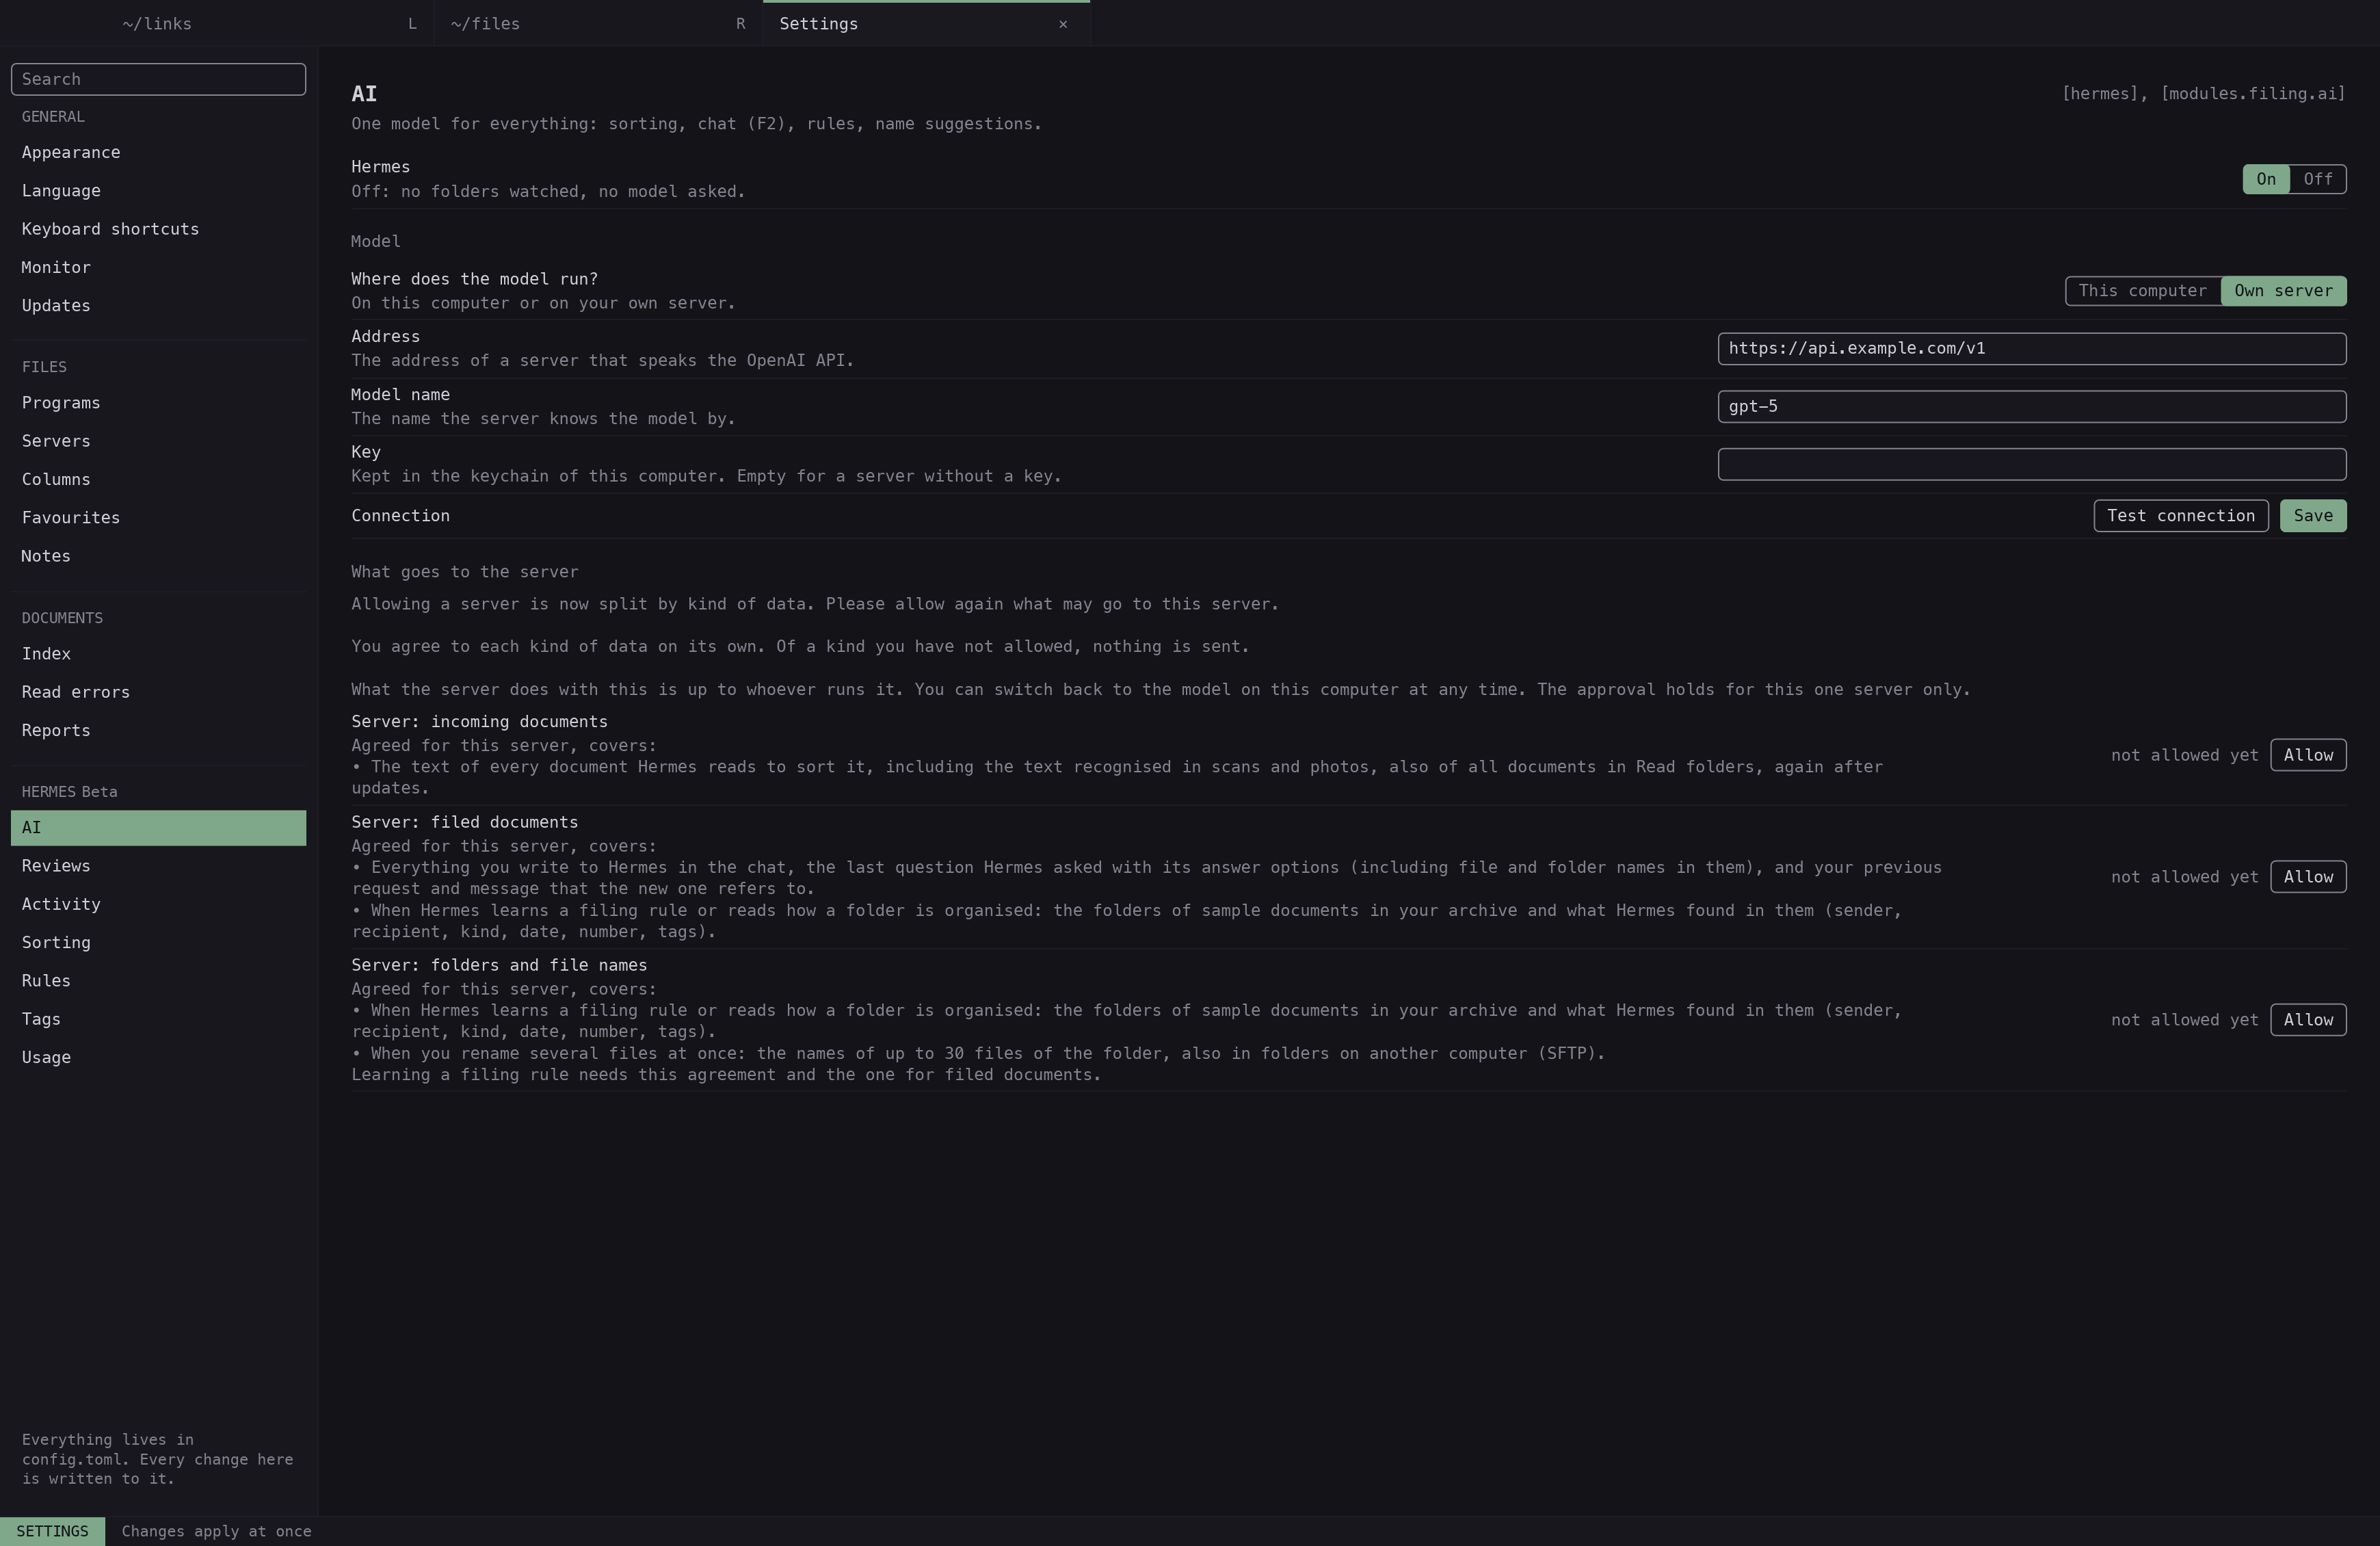 ~/links L ~/files R Settings ×
Search
GENERAL
Appearance
Language
Keyboard shortcuts
Monitor
Updates
FILES
Programs
Servers
Columns
Favourites
Notes
DOCUMENTS
Index
Read errors
Reports
HERMES Beta
AI
Reviews
Activity
Sorting
Rules
Tags
Usage
Everything lives in
config.toml. Every change here
is written to it.
AI [hermes], [modules.filing.ai]
One model for everything: sorting, chat (F2), rules, name suggestions.
Hermes
Off: no folders watched, no model asked.
On Off
Model
Where does the model run?
On this computer or on your own server.
This computer Own server
Address
The address of a server that speaks the OpenAI API.
https://api.example.com/v1
Model name
The name the server knows the model by.
gpt-5
Key
Kept in the keychain of this computer. Empty for a server without a key.
Connection Test connection Save
What goes to the server
Allowing a server is now split by kind of data. Please allow again what may go to this server.
You agree to each kind of data on its own. Of a kind you have not allowed, nothing is sent.
What the server does with this is up to whoever runs it. You can switch back to the model on this computer at any time. The approval holds for this one server only.
Server: incoming documents
Agreed for this server, covers:
• The text of every document Hermes reads to sort it, including the text recognised in scans and photos, also of all documents in Read folders, again after
updates.
not allowed yet Allow
Server: filed documents
Agreed for this server, covers:
• Everything you write to Hermes in the chat, the last question Hermes asked with its answer options (including file and folder names in them), and your previous
request and message that the new one refers to.
• When Hermes learns a filing rule or reads how a folder is organised: the folders of sample documents in your archive and what Hermes found in them (sender,
recipient, kind, date, number, tags).
not allowed yet Allow
Server: folders and file names
Agreed for this server, covers:
• When Hermes learns a filing rule or reads how a folder is organised: the folders of sample documents in your archive and what Hermes found in them (sender,
recipient, kind, date, number, tags).
• When you rename several files at once: the names of up to 30 files of the folder, also in folders on another computer (SFTP).
Learning a filing rule needs this agreement and the one for filed documents.
not allowed yet Allow
SETTINGS Changes apply at once